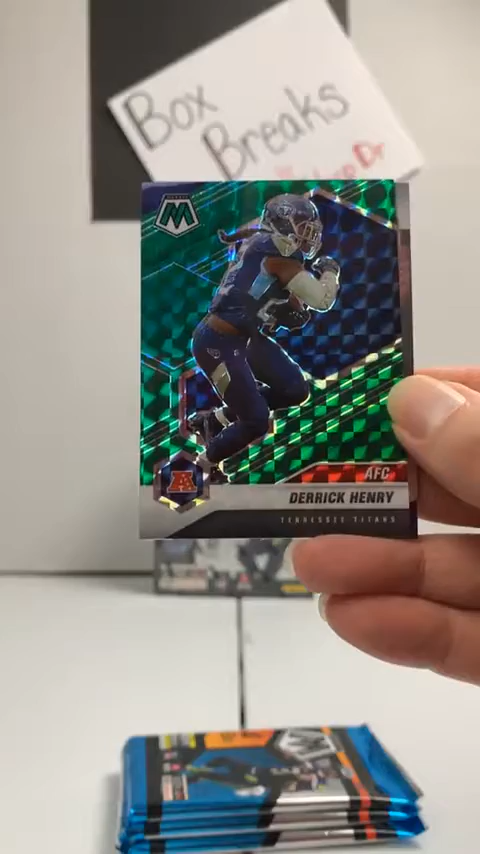 Box
Breaks
M
AFC
A
DERRICK HENRY
TENNESSEE TITANS
M